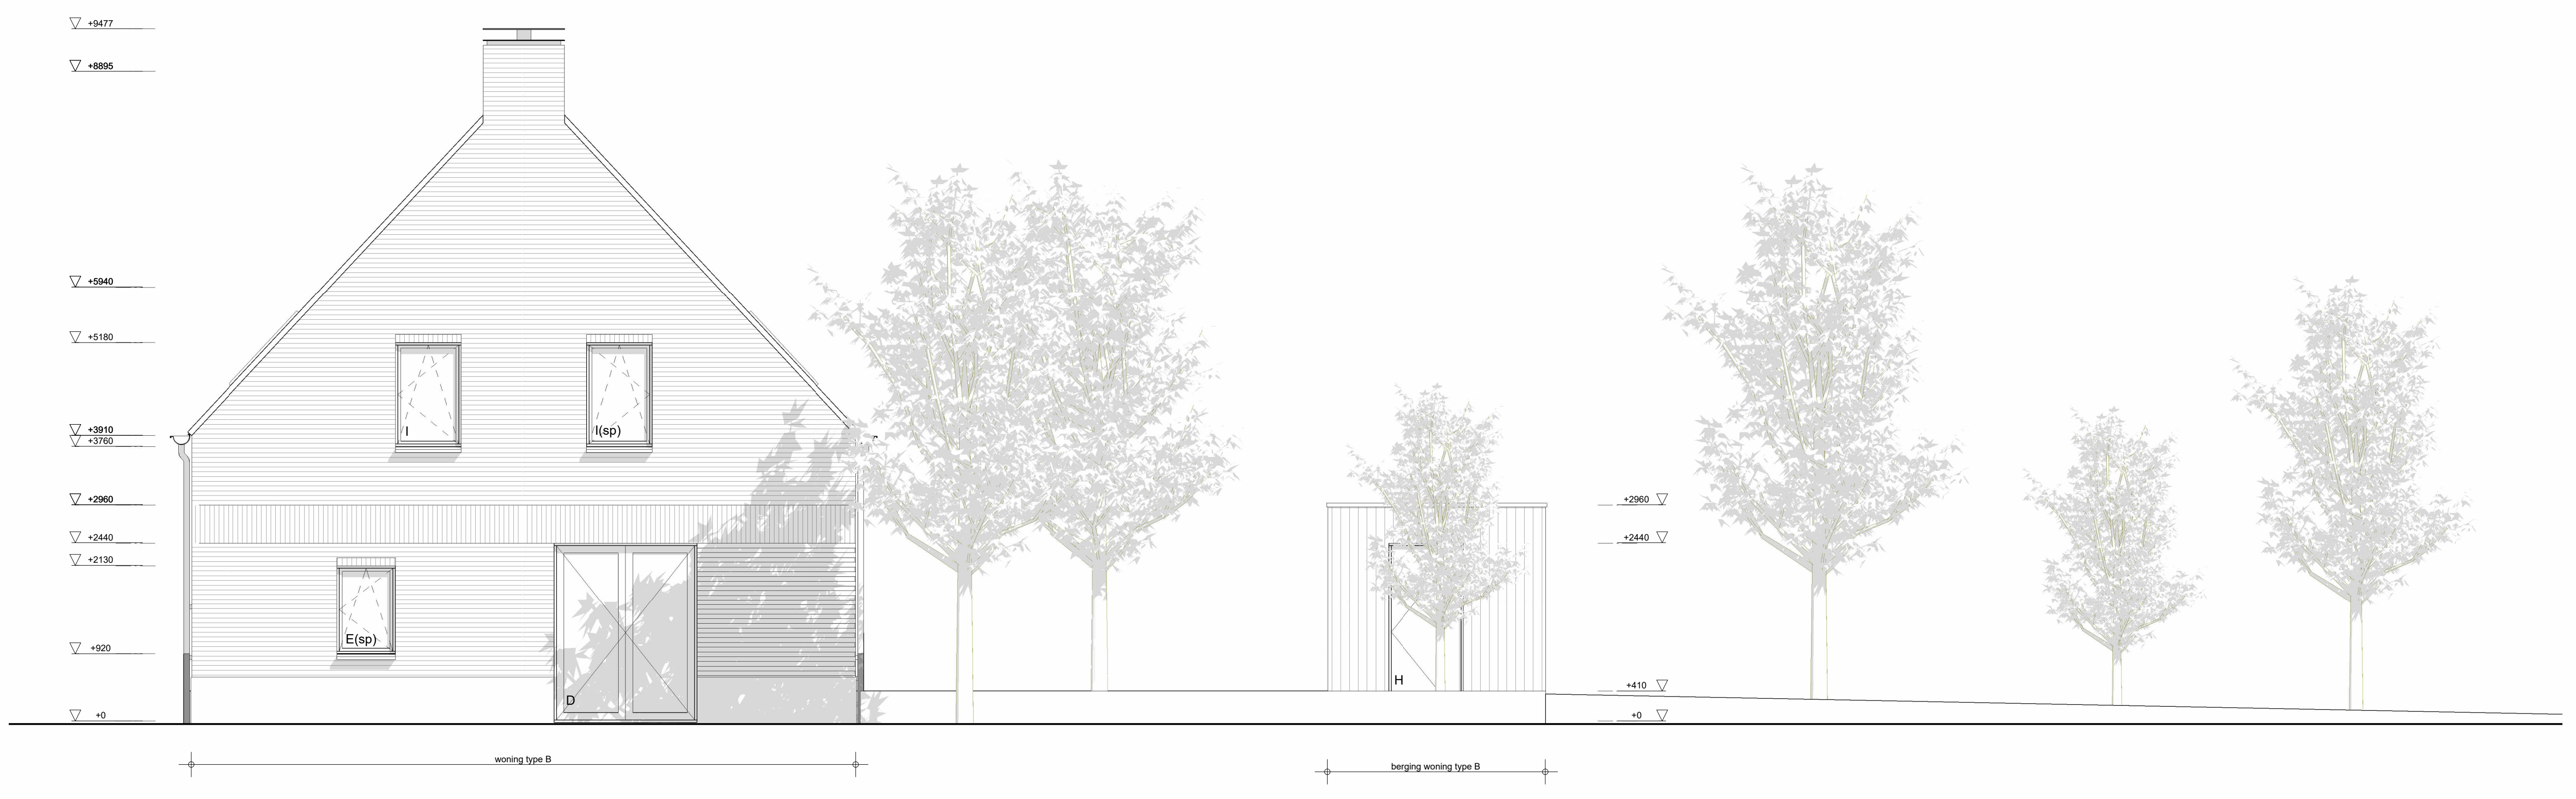 +9477
+8895
+5940
+5180
+3910
+3760
+2960
+2440
+2130
+920
+0
I
I(sp)
E(sp)
D
H
+2960
+2440
+410
+0
woning type B
berging woning type B